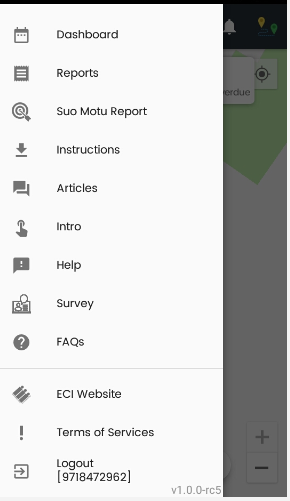 Dashboard
Reports
Suo Motu Report
Instructions
Articles
Intro
Help
Survey
FAQs
ECI Website
Terms of Services
Logout
[9718472962]
v1.0.0-rc5